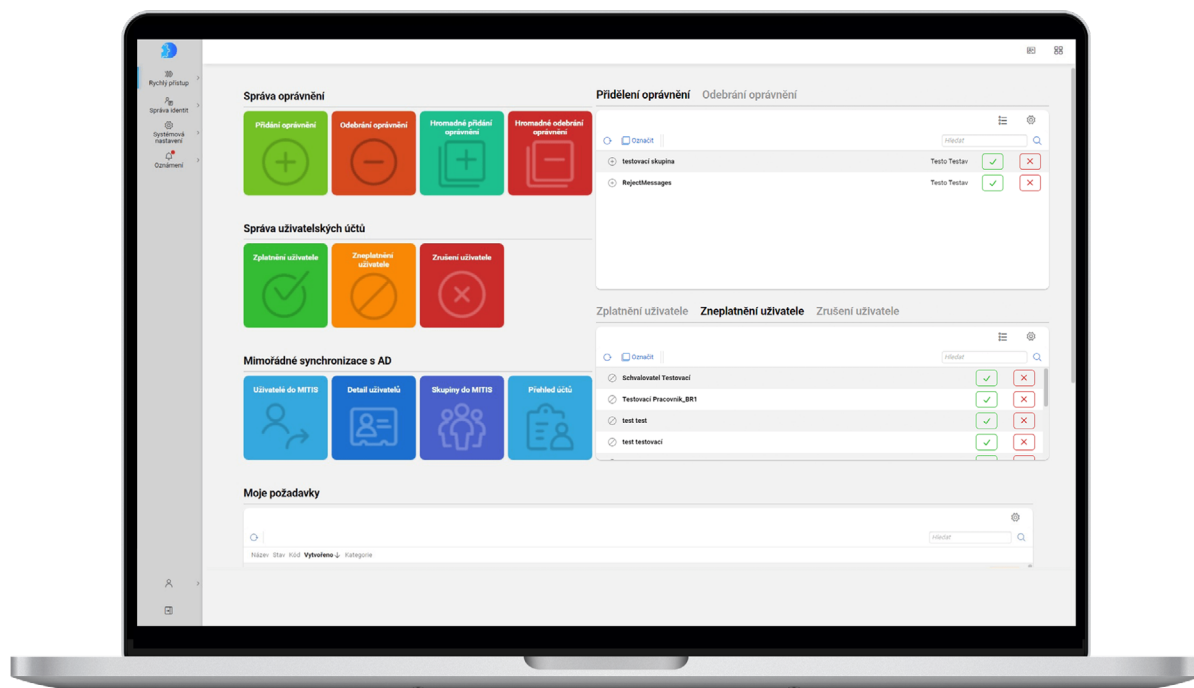 Rychlý přístup
Správa identit
Systémová
nastavení
Oznámení
Správa oprávnění
Přidání oprávnění
Odebrání oprávnění
Hromadné přidání
oprávnění
Hromadné odebrání
oprávnění
Správa uživatelských účtů
Zplatnění uživatele
Zneplatnění
uživatele
Zrušení uživatele
Mimořádné synchronizace s AD
Uživatelé do MITIS
Detail uživatelů
Skupiny do MITIS
Přehled účtů
Přidělení oprávnění Odebrání oprávnění
Označit Hledat
testovací skupina Testo Testav
RejectMessages Testo Testav
Zplatnění uživatele Zneplatnění uživatele Zrušení uživatele
Označit Hledat
Schvalovatel Testovací
Testovací Pracovník_BR1
test test
test testovací
Moje požadavky
Hledat
Název Stav Kód Vytvořeno Kategorie